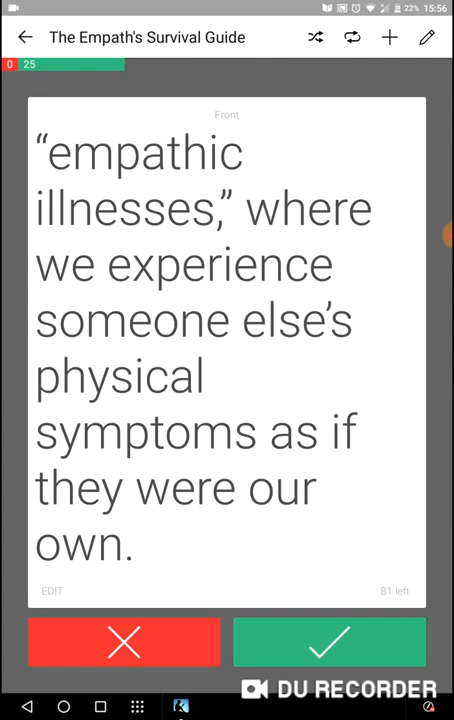 22% 15:56
The Empath's Survival Guide
0 25
Front
“empathic
illnesses,” where
we experience
someone else’s
physical
symptoms as if
they were our
own.
EDIT 81 left
DU RECORDER